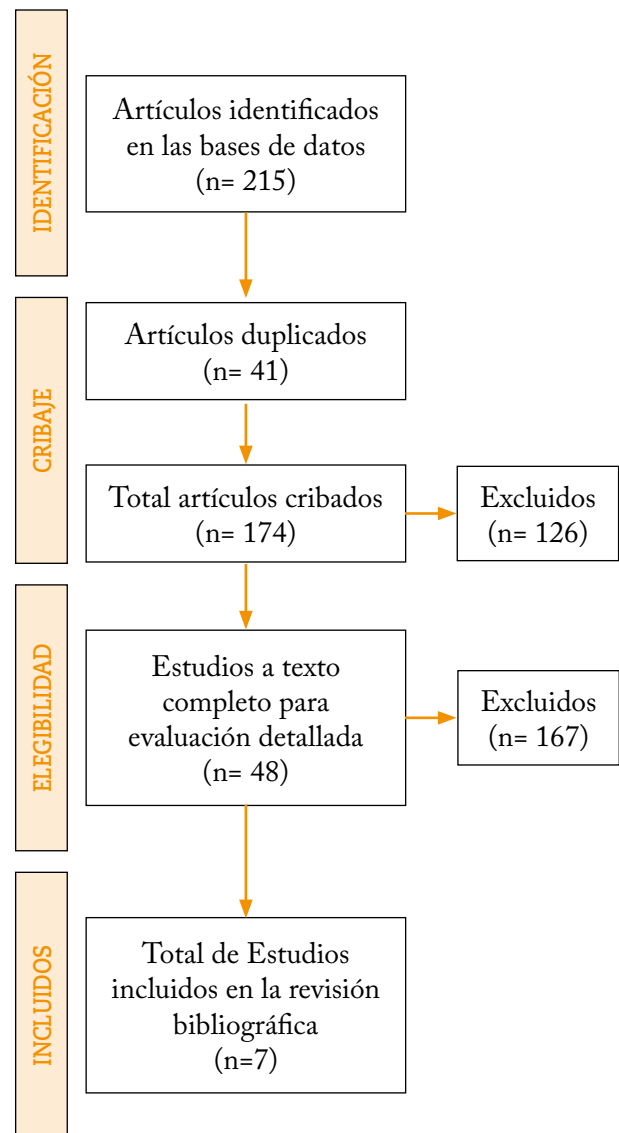 IDENTIFICACIÓN
Artículos identificados
en las bases de datos
(n= 215)
CRIBAJE
Artículos duplicados
(n= 41)
Total artículos cribados
(n= 174)
Excluidos
(n= 126)
ELEGIBILIDAD
Estudios a texto
completo para
evaluación detallada
(n= 48)
Excluidos
(n= 167)
INCLUIDOS
Total de Estudios
incluidos en la revisión
bibliográfica
(n=7)